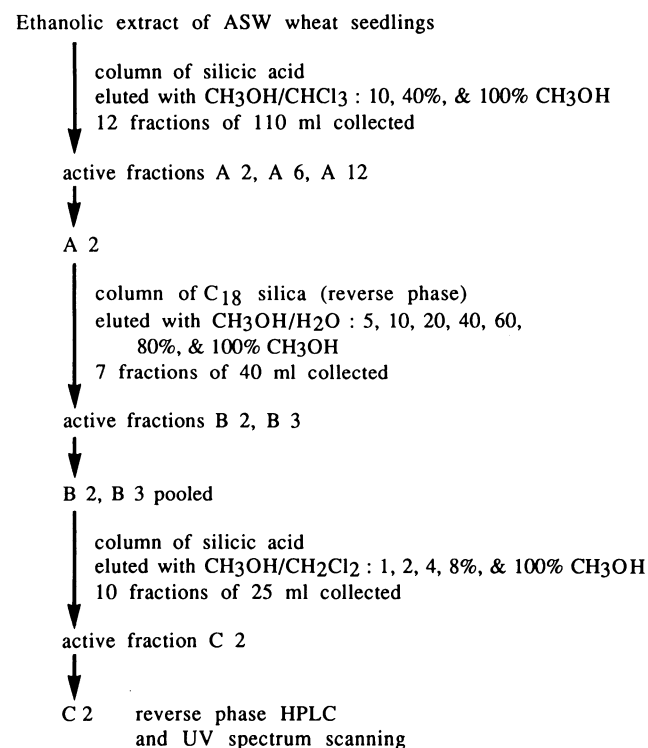 Ethanolic extract of ASW wheat seedlings
column of silicic acid
eluted with CH3OH/CHCl3 : 10, 40%, & 100% CH3OH
12 fractions of 110 ml collected
active fractions A 2, A 6, A 12
A 2
column of C18 silica (reverse phase)
eluted with CH3OH/H2O : 5, 10, 20, 40, 60,
80%, & 100% CH3OH
7 fractions of 40 ml collected
active fractions B 2, B 3
B 2, B 3 pooled
column of silicic acid
eluted with CH3OH/CH2Cl2 : 1, 2, 4, 8%, & 100% CH3OH
10 fractions of 25 ml collected
active fraction C 2
C 2 reverse phase HPLC
and UV spectrum scanning